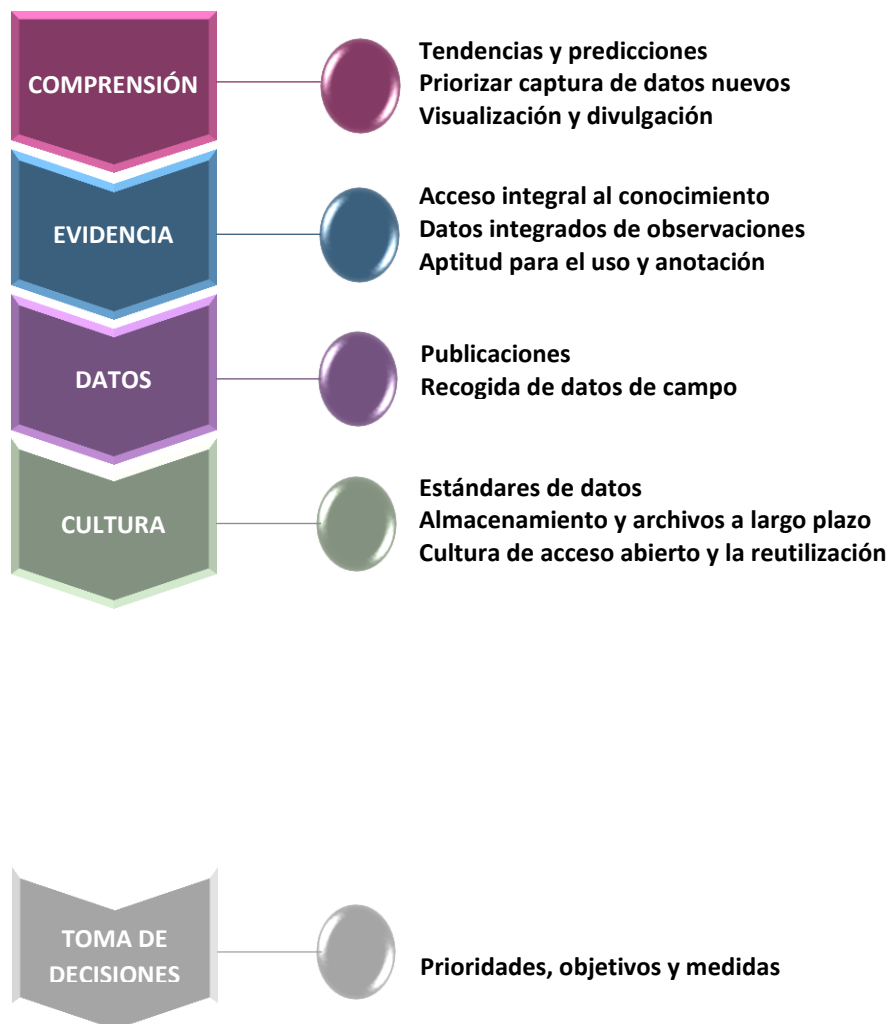 COMPRENSIÓN
Tendencias y predicciones
Priorizar captura de datos nuevos
Visualización y divulgación
EVIDENCIA
Acceso integral al conocimiento
Datos integrados de observaciones
Aptitud para el uso y anotación
DATOS
Publicaciones
Recogida de datos de campo
CULTURA
Estándares de datos
Almacenamiento y archivos a largo plazo
Cultura de acceso abierto y la reutilización
TOMA DE
DECISIONES
Prioridades, objetivos y medidas